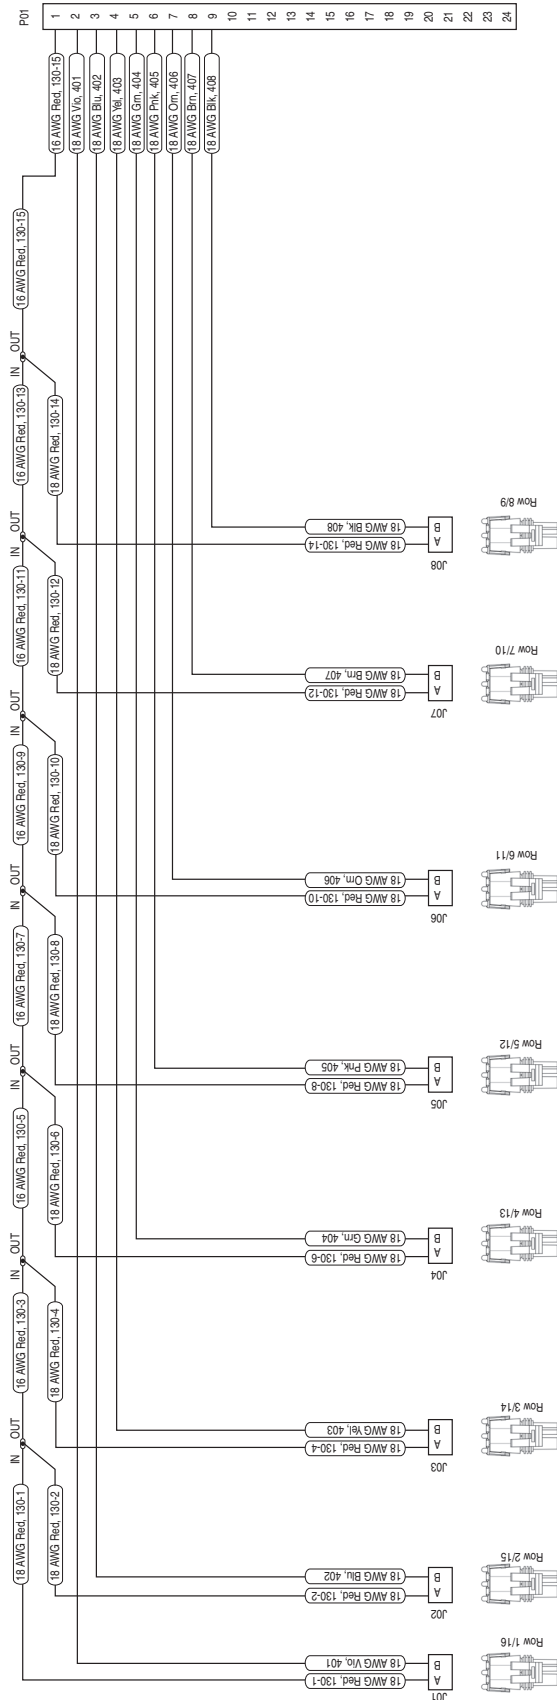 P01
1
2
3
4
5
6
7
8
9
10
11
12
13
14
15
16
17
18
19
20
21
22
23
24
16 AWG Red, 130-15
18 AWG Vio, 401
18 AWG Blu, 402
18 AWG Yel, 403
18 AWG Grn, 404
18 AWG Pnk, 405
18 AWG Orn, 406
18 AWG Brn, 407
18 AWG Blk, 408
16 AWG Red, 130-15
IN OUT
16 AWG Red, 130-13
18 AWG Red, 130-14
IN OUT
16 AWG Red, 130-11
18 AWG Red, 130-12
IN OUT
16 AWG Red, 130-9
18 AWG Red, 130-10
IN OUT
16 AWG Red, 130-7
18 AWG Red, 130-8
IN OUT
16 AWG Red, 130-5
18 AWG Red, 130-6
IN OUT
16 AWG Red, 130-3
18 AWG Red, 130-4
IN OUT
18 AWG Red, 130-1
18 AWG Red, 130-2
18 AWG Blk, 408
18 AWG Red, 130-14
B
A
J08
Row 8/9
18 AWG Brn, 407
18 AWG Red, 130-12
B
A
J07
Row 7/10
18 AWG Orn, 406
18 AWG Red, 130-10
B
A
J06
Row 6/11
18 AWG Pnk, 405
18 AWG Red, 130-8
B
A
J05
Row 5/12
18 AWG Grn, 404
18 AWG Red, 130-6
B
A
J04
Row 4/13
18 AWG Yel, 403
18 AWG Red, 130-4
B
A
J03
Row 3/14
18 AWG Blu, 402
18 AWG Red, 130-2
B
A
J02
Row 2/15
18 AWG Vio, 401
18 AWG Red, 130-1
B
A
J01
Row 1/16